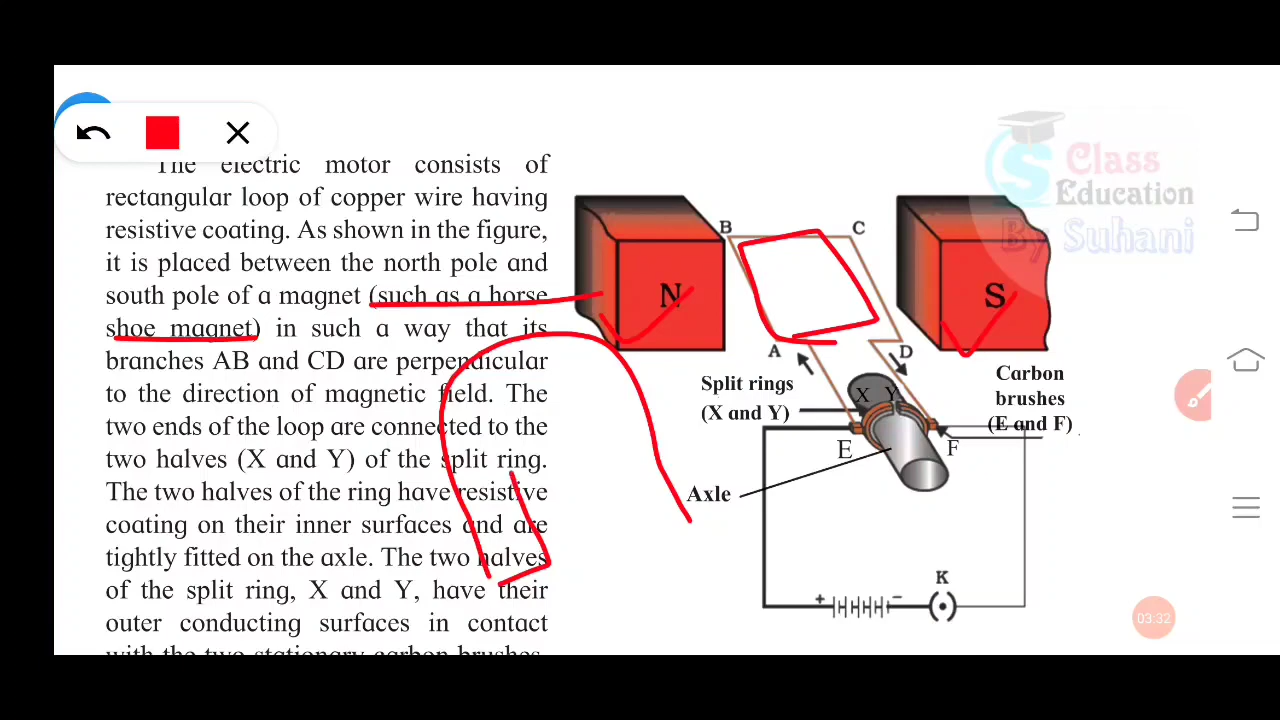 The electric motor consists of
rectangular loop of copper wire having
resistive coating. As shown in the figure,
it is placed between the north pole and
south pole of a magnet (such as a horse
shoe magnet) in such a way that its
branches AB and CD are perpendicular
to the direction of magnetic field. The
two ends of the loop are connected to the
two halves (X and Y) of the split ring.
The two halves of the ring have resistive
coating on their inner surfaces and are
tightly fitted on the axle. The two halves
of the split ring, X and Y, have their
outer conducting surfaces in contact
with the two stationary carbon brushes,
S Class
Education
By Suhani
B
C
N
S
A
D
Split rings
(X and Y)
X
Y
Carbon
brushes
(E and F)
E
F
Axle
K
+
−
03:32